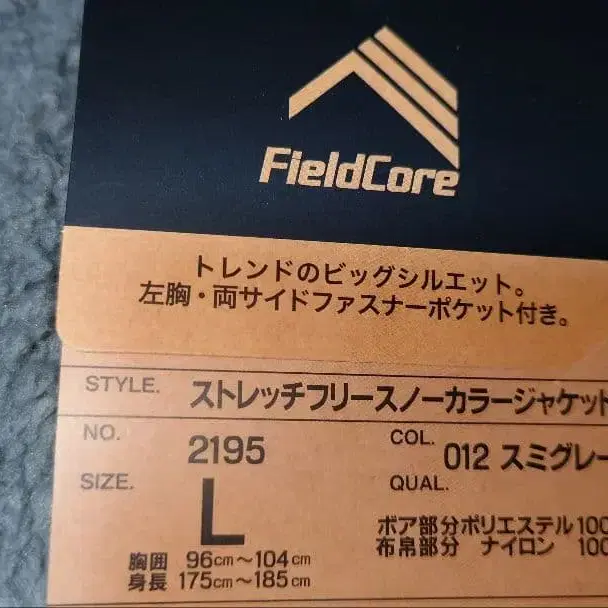 FieldCore
トレンドのビッグシルエット。
左胸・両サイドファスナーポケット付き。
STYLE. ストレッチフリースノーカラージャケット
NO. 2195
COL. 012 スミグレー
SIZE. L
QUAL.
ボア部分ポリエステル100
布帛部分 ナイロン 100
胸囲 96cm〜104cm
身長 175cm〜185cm